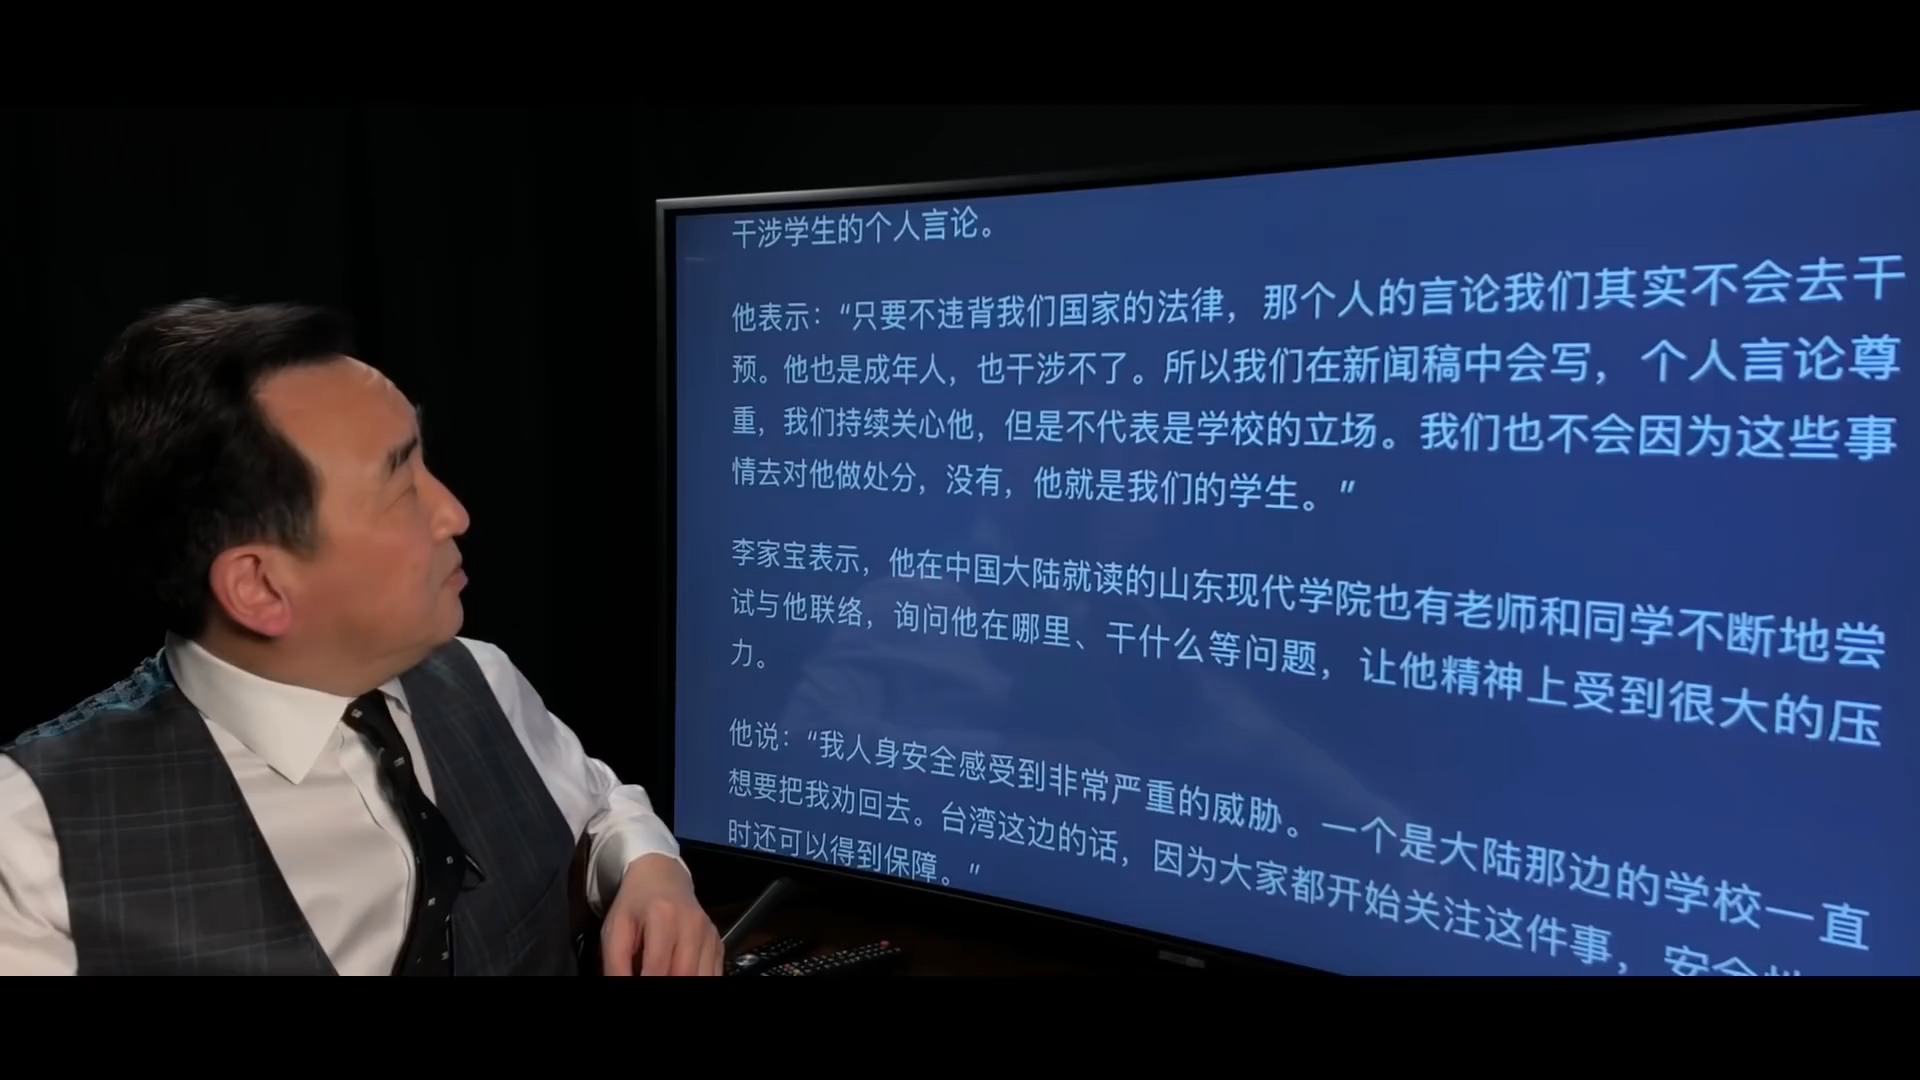 干涉学生的个人言论。
他表示：“只要不违背我们国家的法律，那个人的言论我们其实不会去干
预。他也是成年人，也干涉不了。所以我们在新闻稿中会写，个人言论尊
重，我们持续关心他，但是不代表是学校的立场。我们也不会因为这些事
情去对他做处分，没有，他就是我们的学生。”
李家宝表示，他在中国大陆就读的山东现代学院也有老师和同学不断地尝
试与他联络，询问他在哪里、干什么等问题，让他精神上受到很大的压
力。
他说：“我人身安全感受到非常严重的威胁。一个是大陆那边的学校一直
想要把我劝回去。台湾这边的话，因为大家都开始关注这件事，安全
时还可以得到保障。”